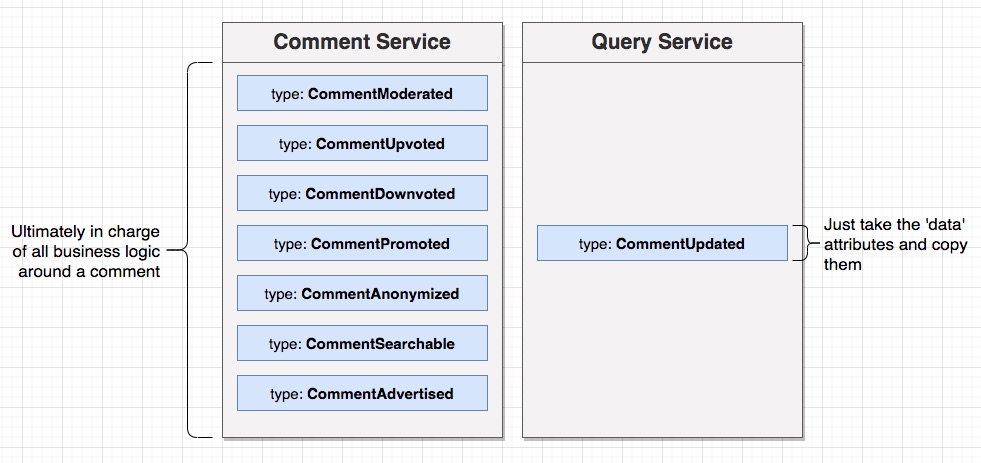 Comment Service
Query Service
type: CommentModerated
type: CommentUpvoted
type: CommentDownvoted
type: CommentPromoted
type: CommentAnonymized
type: CommentSearchable
type: CommentAdvertised
Ultimately in charge
of all business logic
around a comment
type: CommentUpdated
Just take the 'data'
attributes and copy
them